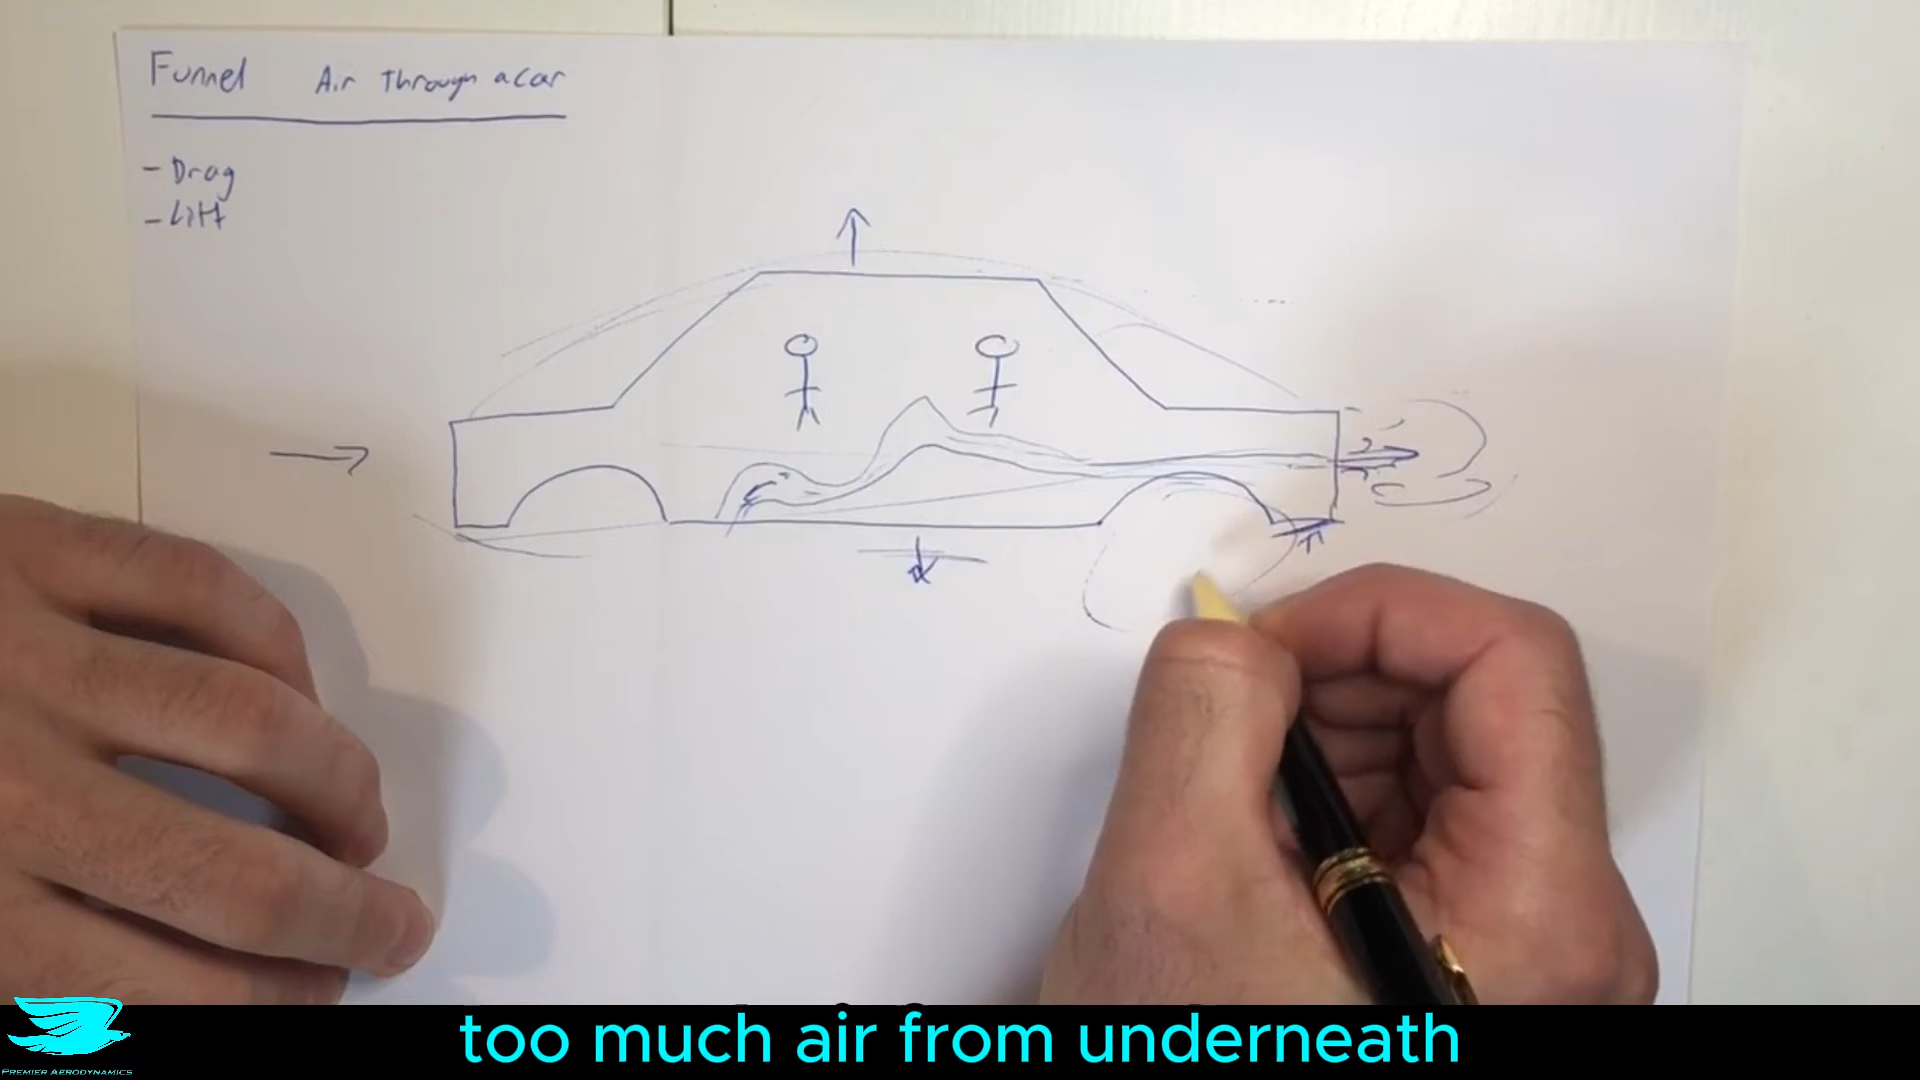 Funnel Air Through a Car
- Drag
- Lift
too much air from underneath
PREMIER AERODYNAMICS